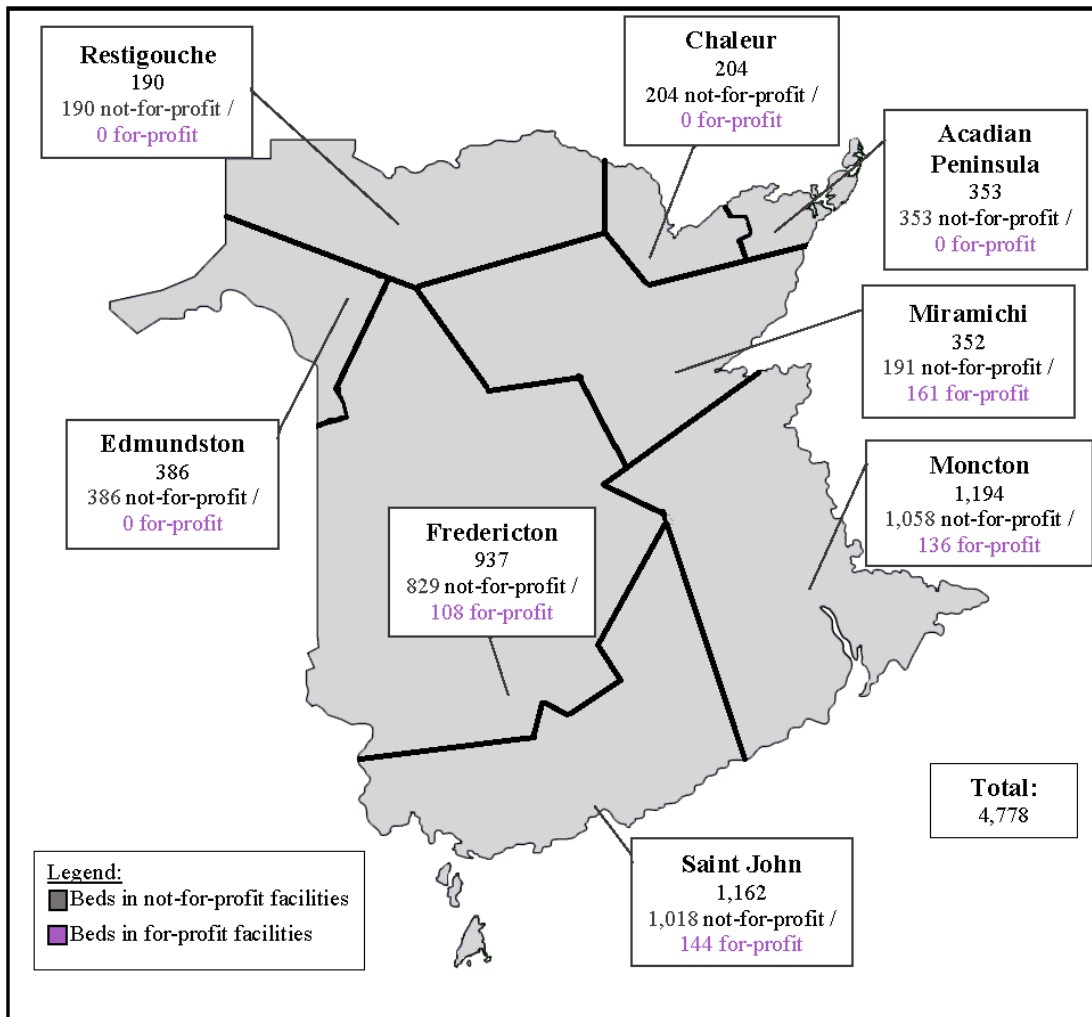 Restigouche
190
190 not-for-profit /
0 for-profit
Chaleur
204
204 not-for-profit /
0 for-profit
Acadian
Peninsula
353
353 not-for-profit /
0 for-profit
Miramichi
352
191 not-for-profit /
161 for-profit
Edmundston
386
386 not-for-profit /
0 for-profit
Moncton
1,194
1,058 not-for-profit /
136 for-profit
Fredericton
937
829 not-for-profit /
108 for-profit
Total:
4,778
Saint John
1,162
1,018 not-for-profit /
144 for-profit
Legend:
Beds in not-for-profit facilities
Beds in for-profit facilities